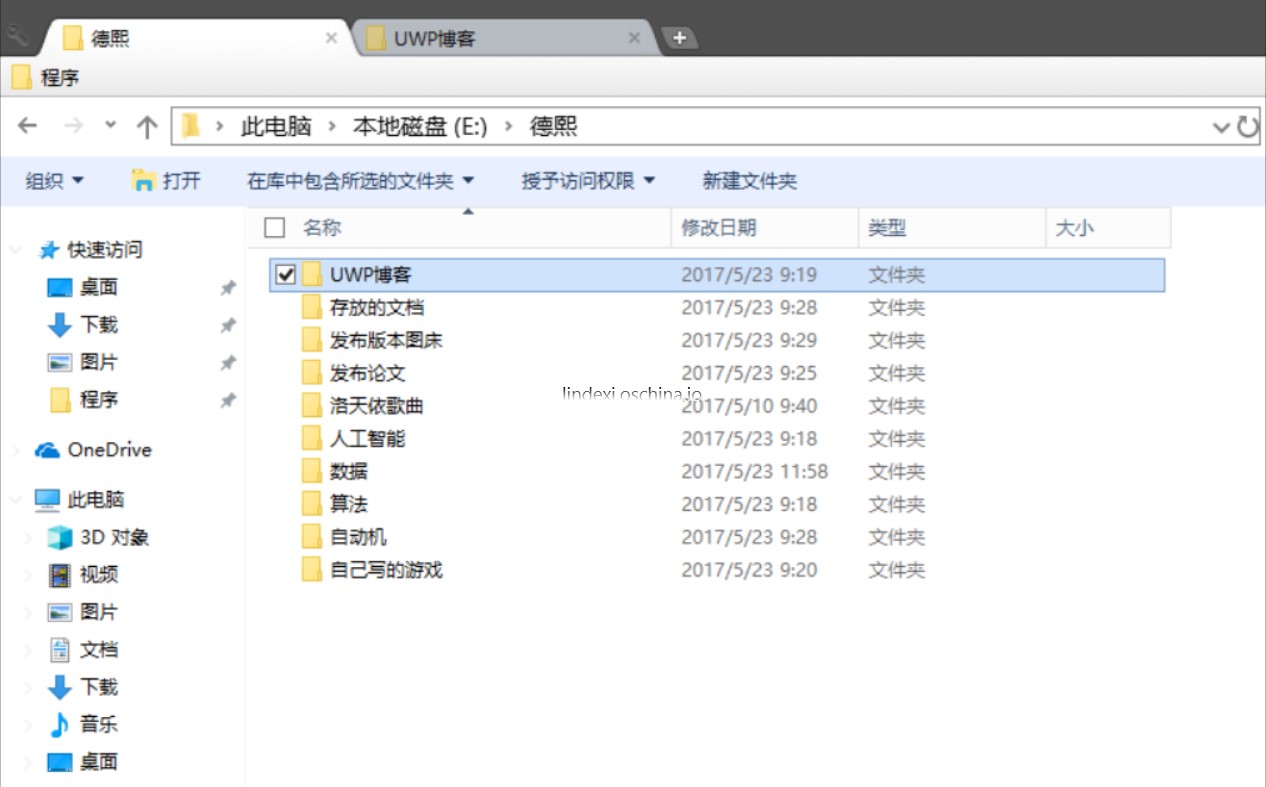 德熙 UWP博客
程序
此电脑 本地磁盘 (E:) 德熙
组织 打开 在库中包含所选的文件夹 授予访问权限 新建文件夹
名称 修改日期 类型 大小
快速访问
桌面
下载
图片
程序
OneDrive
此电脑
3D 对象
视频
图片
文档
下载
音乐
桌面
UWP博客 2017/5/23 9:19 文件夹
存放的文档 2017/5/23 9:28 文件夹
发布版本图床 2017/5/23 9:29 文件夹
发布论文 2017/5/23 9:25 文件夹
lindexi.oschina.io
洛天依歌曲 2017/5/10 9:40 文件夹
人工智能 2017/5/23 9:18 文件夹
数据 2017/5/23 11:58 文件夹
算法 2017/5/23 9:18 文件夹
自动机 2017/5/23 9:28 文件夹
自己写的游戏 2017/5/23 9:20 文件夹